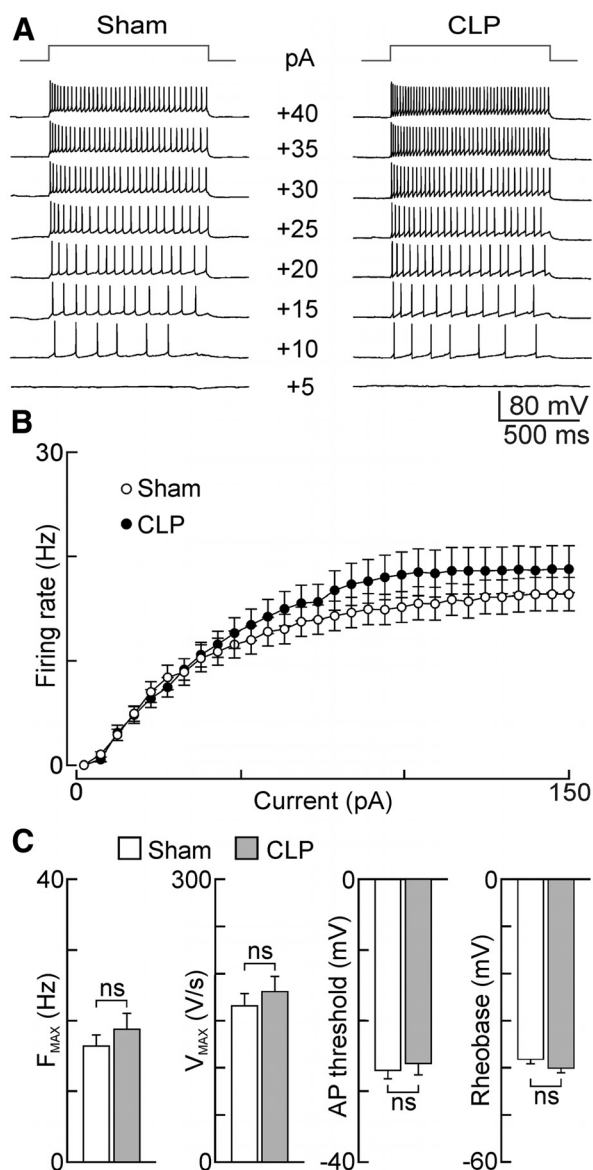 A Sham CLP
pA
+40
+35
+30
+25
+20
+15
+10
+5
80 mV
500 ms
B
30
Sham
CLP
Firing rate (Hz)
0
0 Current (pA) 150
C Sham CLP
40 300 0 0
F MAX (Hz) V MAX (V/s) AP threshold (mV) Rheobase (mV)
ns ns ns ns
0 0 -40 -60